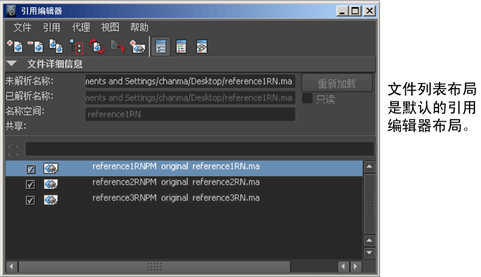 引用编辑器
文件 引用 代理 视图 帮助
文件详细信息
未解析名称: ments and Settings/chanma/Desktop/reference1RN.ma 重新加载
已解析名称: ments and Settings/chanma/Desktop/reference1RN.ma 只读
名称空间: reference1RN
共享:
reference1RNPM original reference1RN.ma
reference2RNPM original reference2RN.ma
reference3RNPM original reference3RN.ma
文件列表布局
是默认的引用
编辑器布局。